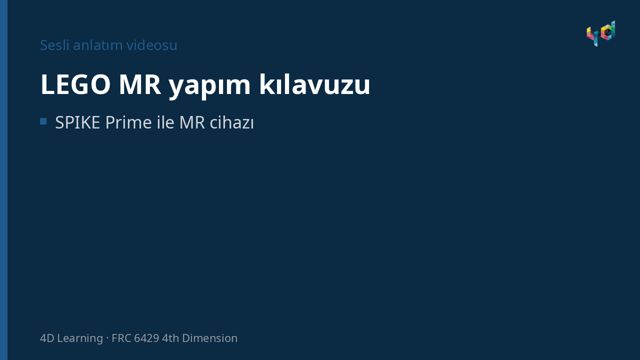 Sesli anlatım videosu
LEGO MR yapım kılavuzu
SPIKE Prime ile MR cihazı
4D Learning · FRC 6429 4th Dimension